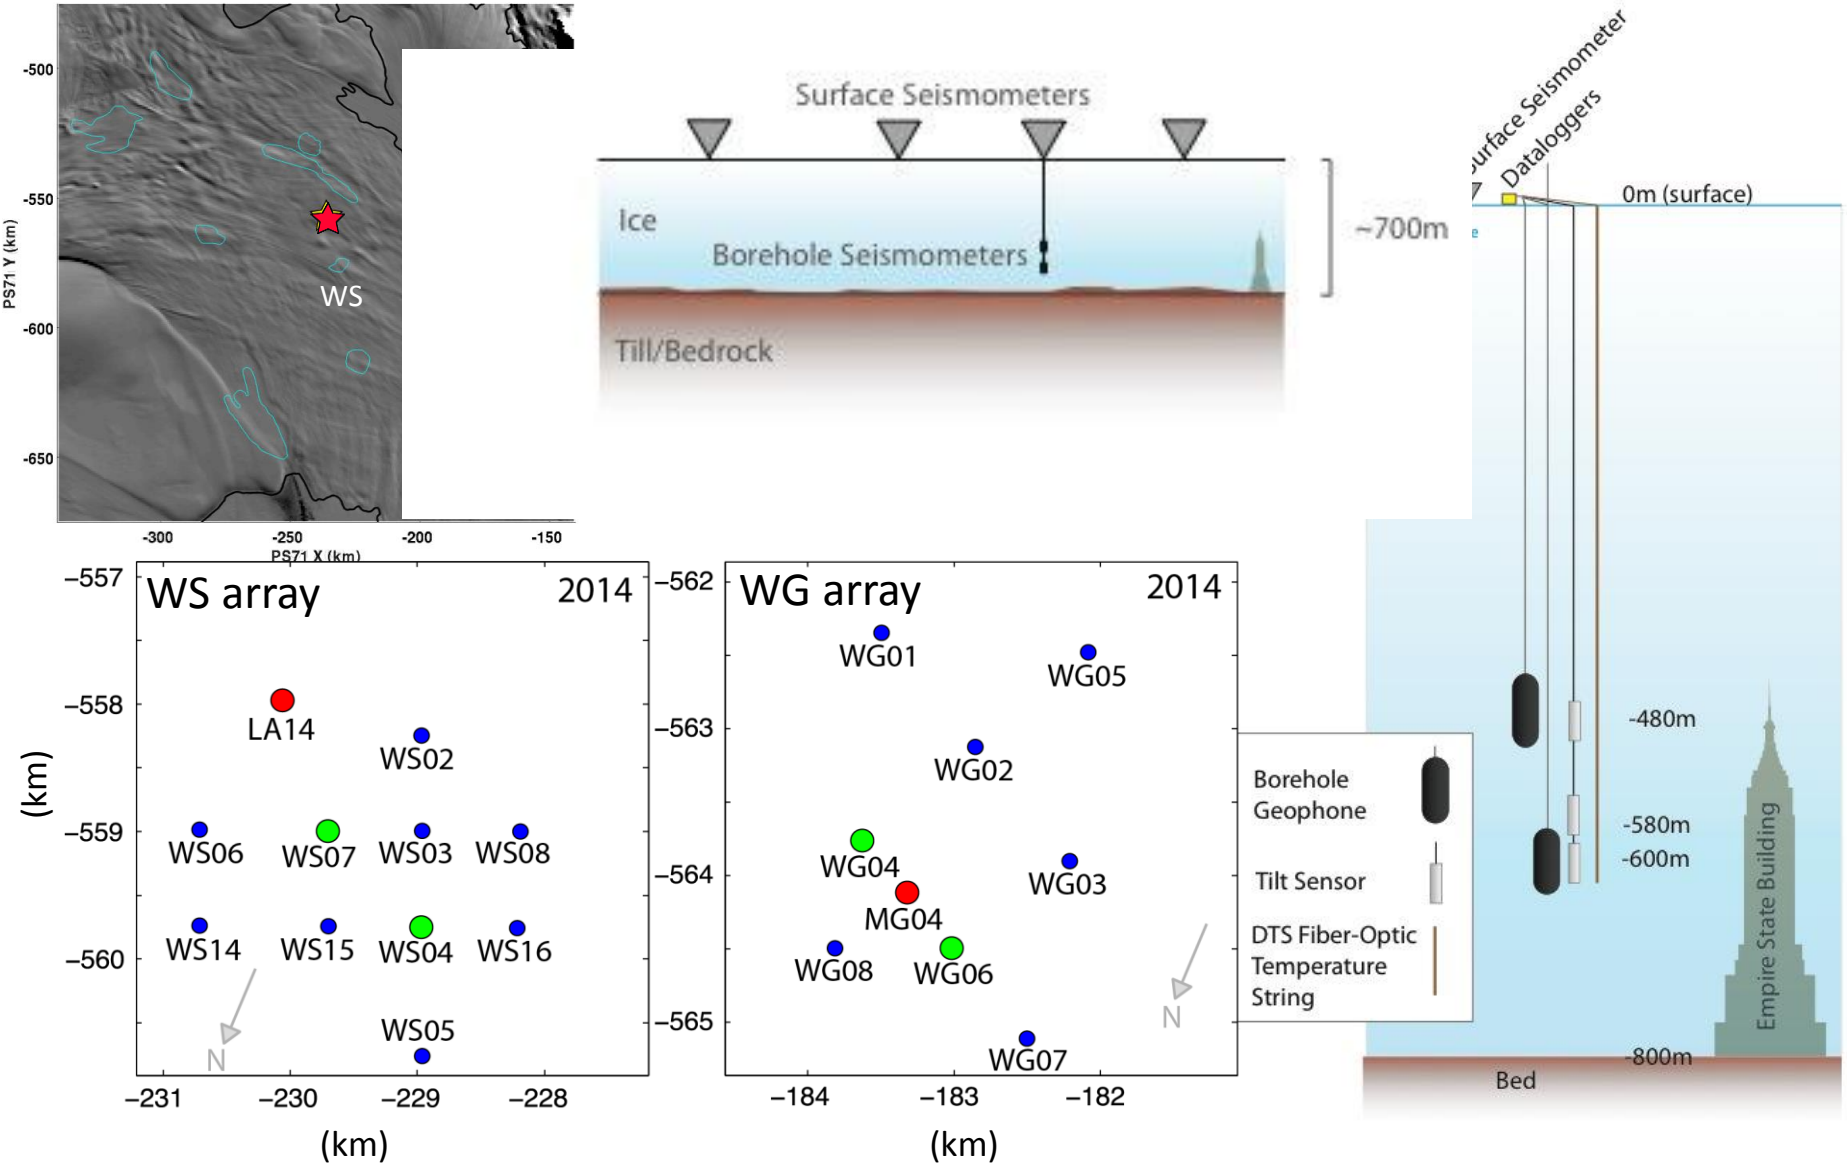 -500
-550
-600
-650
PS71 Y (km)
WS
-300
-250
-200
-150
PS71 X (km)
Surface Seismometers
Ice
Borehole Seismometers
~700m
Till/Bedrock
Surface Seismometer
Dataloggers
0m (surface)
e
-480m
-580m
-600m
-800m
Empire State Building
Bed
Borehole
Geophone
Tilt Sensor
DTS Fiber-Optic
Temperature
String
WS array
2014
−557
−558
−559
−560
(km)
LA14
WS02
WS06
WS07
WS03
WS08
WS14
WS15
WS04
WS16
WS05
N
−231
−230
−229
−228
(km)
WG array
2014
−562
−563
−564
−565
WG01
WG05
WG02
WG04
WG03
MG04
WG08
WG06
WG07
N
−184
−183
−182
(km)